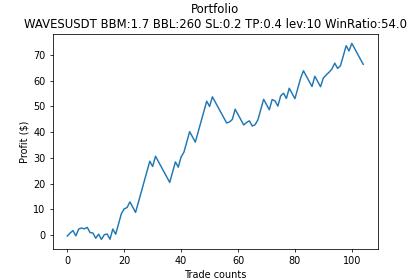 Portfolio
WAVESUSDT BBM:1.7 BBL:260 SL:0.2 TP:0.4 lev:10 WinRatio:54.0
70
60
50
40
30
20
10
0
Profit ($)
0 20 40 60 80 100
Trade counts